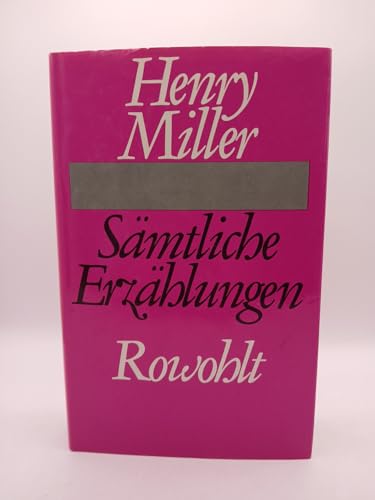 Henry
Miller
Sämtliche
Erzählungen
Rowohlt